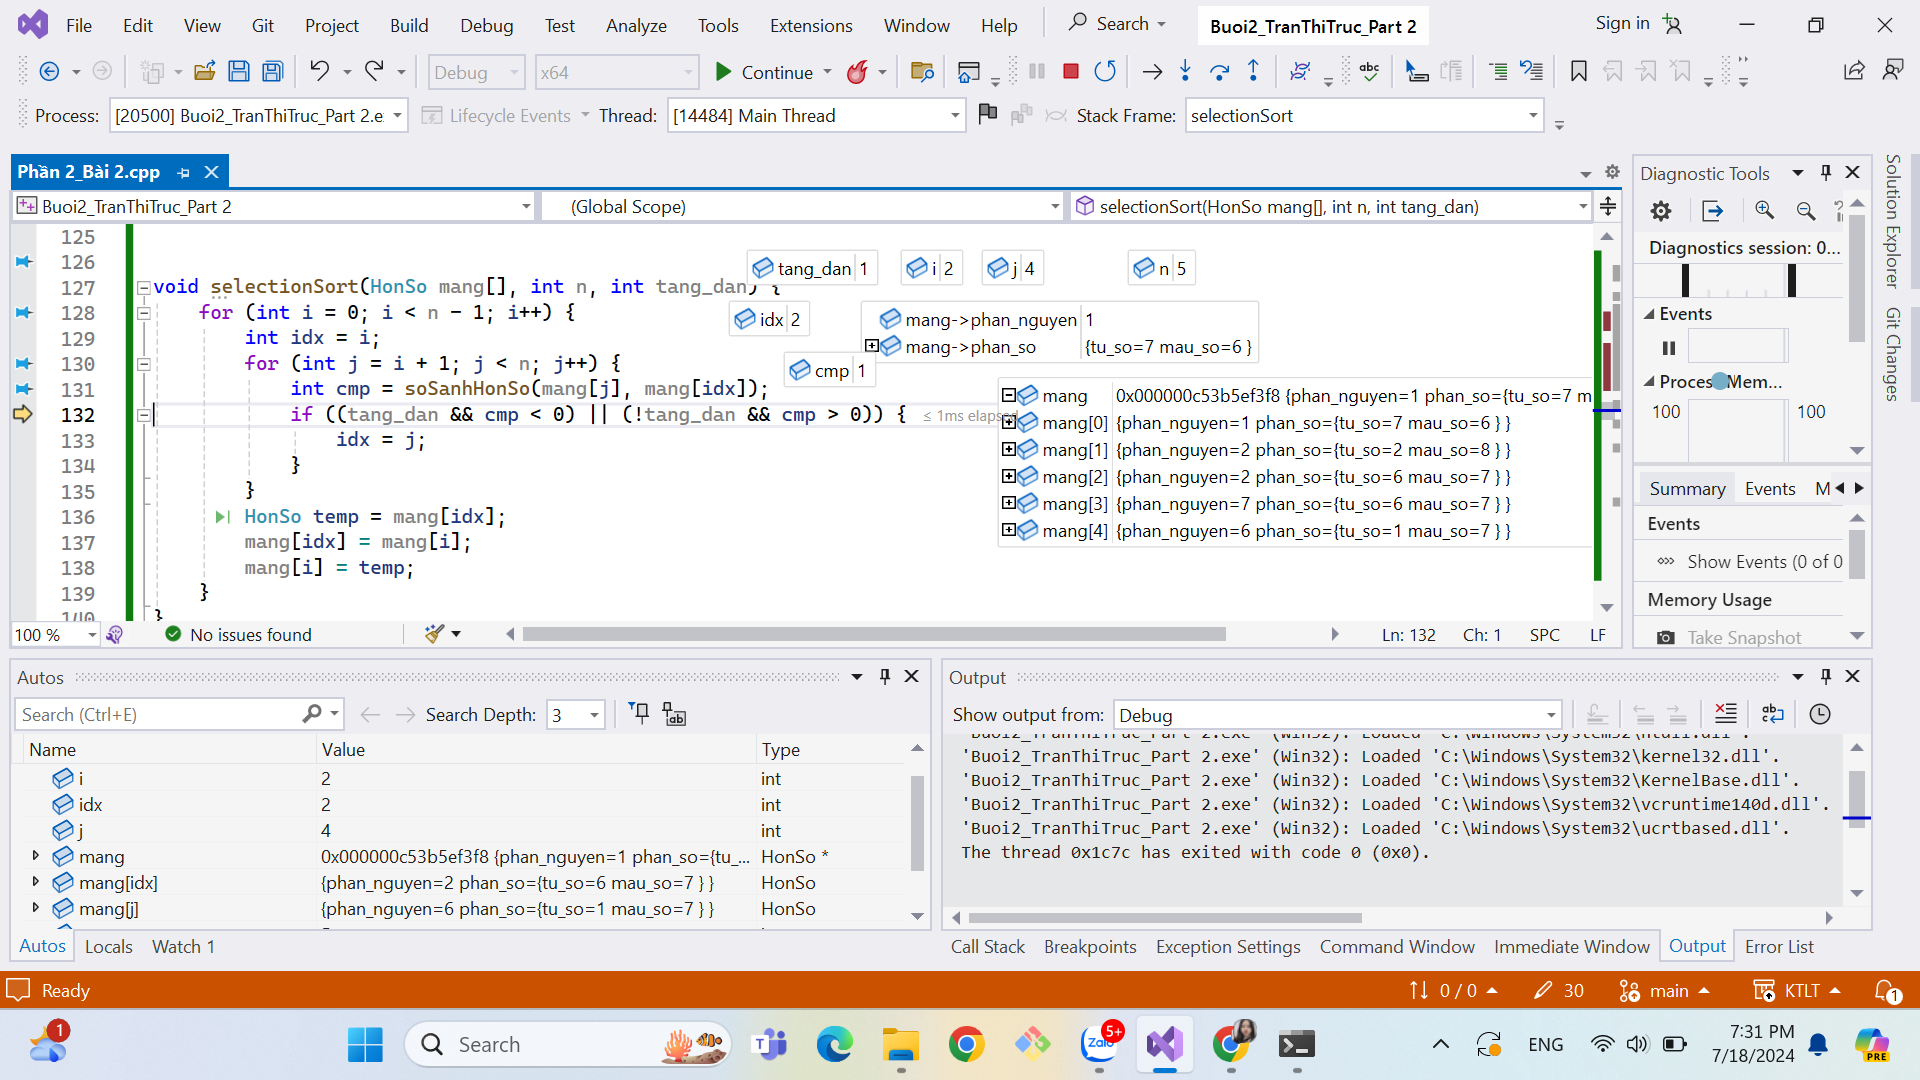 File Edit View Git Project Build Debug Test Analyze Tools Extensions Window Help Search Buoi2_TranThiTruc_Part 2 Sign in
Debug x64 Continue
Process: [20500] Buoi2_TranThiTruc_Part 2.e: Lifecycle Events Thread: [14484] Main Thread Stack Frame: selectionSort
Phần 2_Bài 2.cpp
Buoi2_TranThiTruc_Part 2 (Global Scope) selectionSort(HonSo mang[], int n, int tang_dan)
125
126
127 void selectionSort(HonSo mang[], int n, int tang_dan) {
128 for (int i = 0; i < n - 1; i++) {
129 int idx = i;
130 for (int j = i + 1; j < n; j++) {
131 int cmp = soSanhHonSo(mang[j], mang[idx]);
132 if ((tang_dan && cmp < 0) || (!tang_dan && cmp > 0)) { ≤ 1ms elapsed
133 idx = j;
134 }
135 }
136 HonSo temp = mang[idx];
137 mang[idx] = mang[i];
138 mang[i] = temp;
139 }
140 }
tang_dan 1 i 2 j 4 n 5
idx 2
mang->phan_nguyen 1
mang->phan_so {tu_so=7 mau_so=6 }
cmp 1
mang 0x000000c53b5ef3f8 {phan_nguyen=1 phan_so={tu_so=7 m
mang[0] {phan_nguyen=1 phan_so={tu_so=7 mau_so=6 } }
mang[1] {phan_nguyen=2 phan_so={tu_so=2 mau_so=8 } }
mang[2] {phan_nguyen=2 phan_so={tu_so=6 mau_so=7 } }
mang[3] {phan_nguyen=7 phan_so={tu_so=6 mau_so=7 } }
mang[4] {phan_nguyen=6 phan_so={tu_so=1 mau_so=7 } }
100 % No issues found Ln: 132 Ch: 1 SPC LF
Diagnostic Tools
Diagnostics session: 0...
Events
Process Mem...
100 100
Summary Events M
Events
Show Events (0 of 0
Memory Usage
Take Snapshot
Solution Explorer
Git Changes
Autos
Search (Ctrl+E) Search Depth: 3
Name Value Type
i 2 int
idx 2 int
j 4 int
mang 0x000000c53b5ef3f8 {phan_nguyen=1 phan_so={tu_... HonSo *
mang[idx] {phan_nguyen=2 phan_so={tu_so=6 mau_so=7 } } HonSo
mang[j] {phan_nguyen=6 phan_so={tu_so=1 mau_so=7 } } HonSo
Autos Locals Watch 1
Output
Show output from: Debug
'Buoi2_TranThiTruc_Part 2.exe' (Win32): Loaded 'C:\Windows\System32\ntdll.dll'.
'Buoi2_TranThiTruc_Part 2.exe' (Win32): Loaded 'C:\Windows\System32\kernel32.dll'.
'Buoi2_TranThiTruc_Part 2.exe' (Win32): Loaded 'C:\Windows\System32\KernelBase.dll'.
'Buoi2_TranThiTruc_Part 2.exe' (Win32): Loaded 'C:\Windows\System32\vcruntime140d.dll'.
'Buoi2_TranThiTruc_Part 2.exe' (Win32): Loaded 'C:\Windows\System32\ucrtbased.dll'.
The thread 0x1c7c has exited with code 0 (0x0).
Call Stack Breakpoints Exception Settings Command Window Immediate Window Output Error List
Ready 0 / 0 30 main KTLT 1
1 Search Zalo 5+ ENG 7:31 PM
7/18/2024 PRE